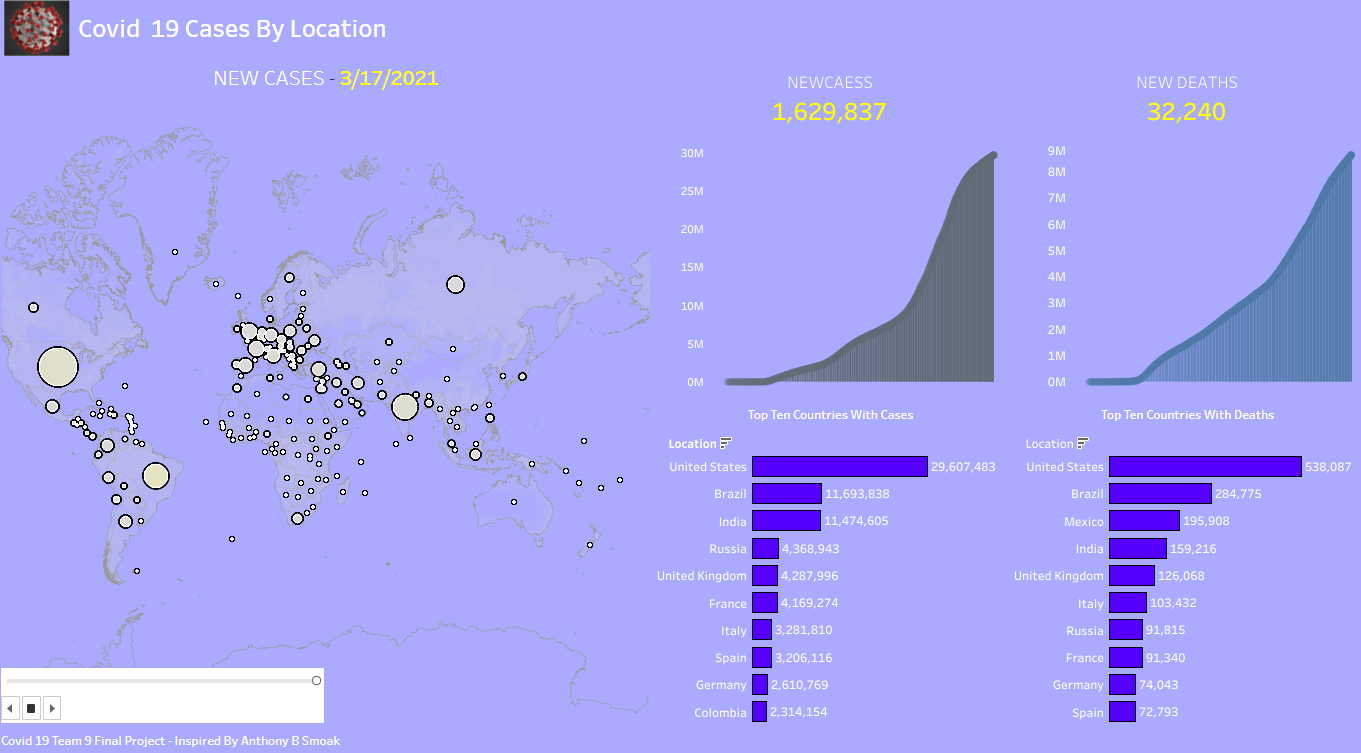 Covid 19 Cases By Location
NEW CASES - 3/17/2021
NEWCAESS
1,629,837
30M
25M
20M
15M
10M
5M
0M
NEW DEATHS
32,240
9M
8M
7M
6M
5M
4M
3M
2M
1M
0M
Top Ten Countries With Cases
Location
United States 29,607,483
Brazil 11,693,838
India 11,474,605
Russia 4,368,943
United Kingdom 4,287,996
France 4,169,274
Italy 3,281,810
Spain 3,206,116
Germany 2,610,769
Colombia 2,314,154
Top Ten Countries With Deaths
Location
United States 538,087
Brazil 284,775
Mexico 195,908
India 159,216
United Kingdom 126,068
Italy 103,432
Russia 91,815
France 91,340
Germany 74,043
Spain 72,793
Covid 19 Team 9 Final Project - Inspired By Anthony B Smoak